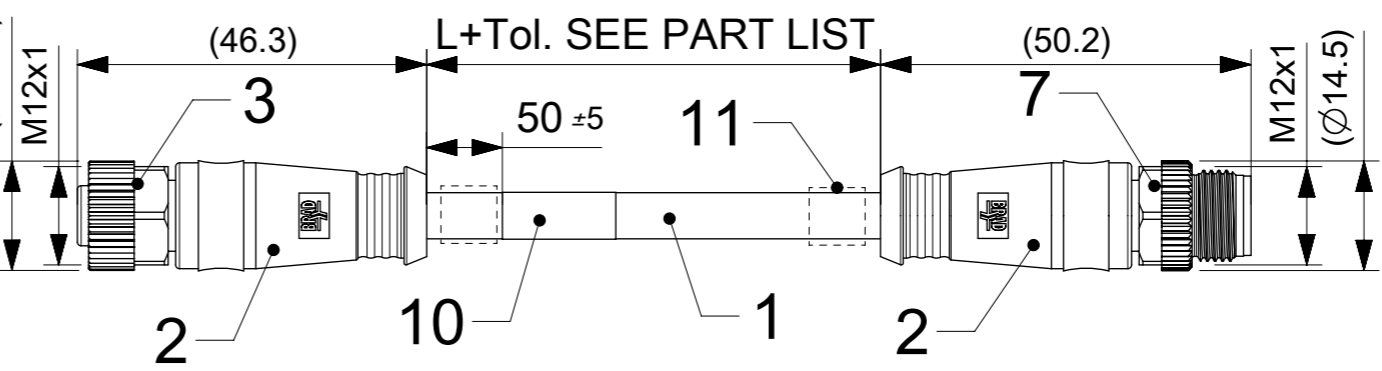 (46.3)
L+Tol. SEE PART LIST
(50.2)
M12x1
3
50 ±5
11
7
M12x1
(Ø14.5)
BRAD
BRAD
2
10
1
2